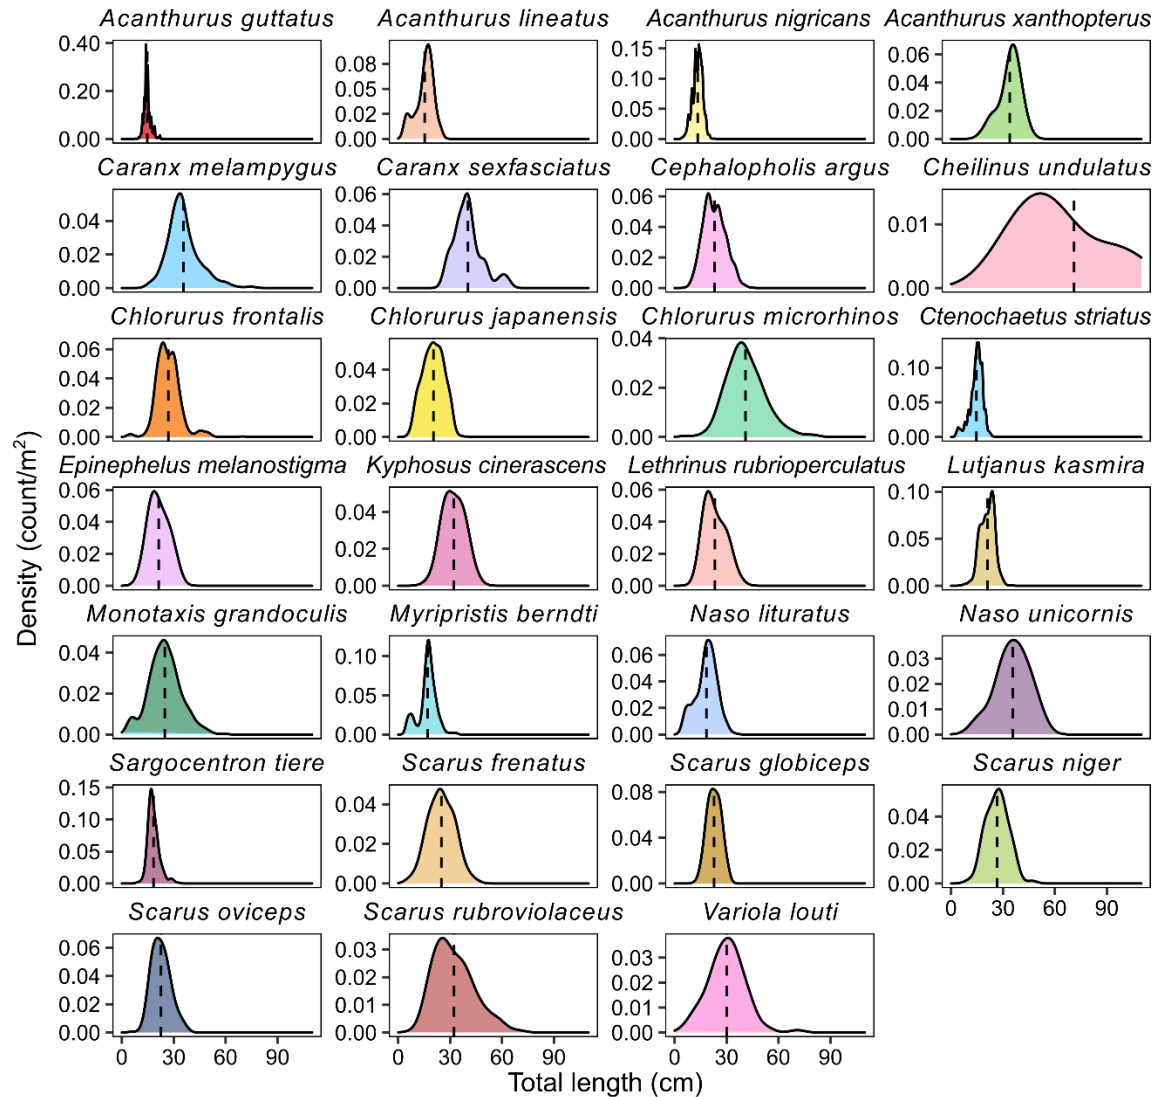 Acanthurus guttatus Acanthurus lineatus Acanthurus nigricans Acanthurus xanthopterus
0.40 0.20 0.00
0.08 0.05 0.02 0.00
0.15 0.10 0.05 0.00
0.06 0.04 0.02 0.00
Caranx melampygus Caranx sexfasciatus Cephalopholis argus Cheilinus undulatus
0.04 0.02 0.00
0.06 0.04 0.02 0.00
0.06 0.04 0.02 0.00
0.01 0.00
Chlorurus frontalis Chlorurus japanensis Chlorurus microrhinos Ctenochaetus striatus
0.06 0.04 0.02 0.00
0.04 0.02 0.00
0.04 0.02 0.00
0.10 0.05 0.00
Epinephelus melanostigma Kyphosus cinerascens Lethrinus rubrioperculatus Lutjanus kasmira
0.06 0.04 0.02 0.00
0.04 0.02 0.00
0.06 0.04 0.02 0.00
0.10 0.05 0.00
Monotaxis grandoculis Myripristis berndti Naso lituratus Naso unicornis
0.04 0.02 0.00
0.10 0.05 0.00
0.06 0.04 0.02 0.00
0.03 0.02 0.01 0.00
Sargocentron tiere Scarus frenatus Scarus globiceps Scarus niger
0.15 0.10 0.05 0.00
0.04 0.02 0.00
0.08 0.04 0.00
0.04 0.02 0.00
0 30 60 90
Scarus oviceps Scarus rubroviolaceus Variola louti
0.06 0.04 0.02 0.00
0.03 0.02 0.01 0.00
0.03 0.02 0.01 0.00
0 30 60 90 0 30 60 90 0 30 60 90
Total length (cm)
Density (count/m²)